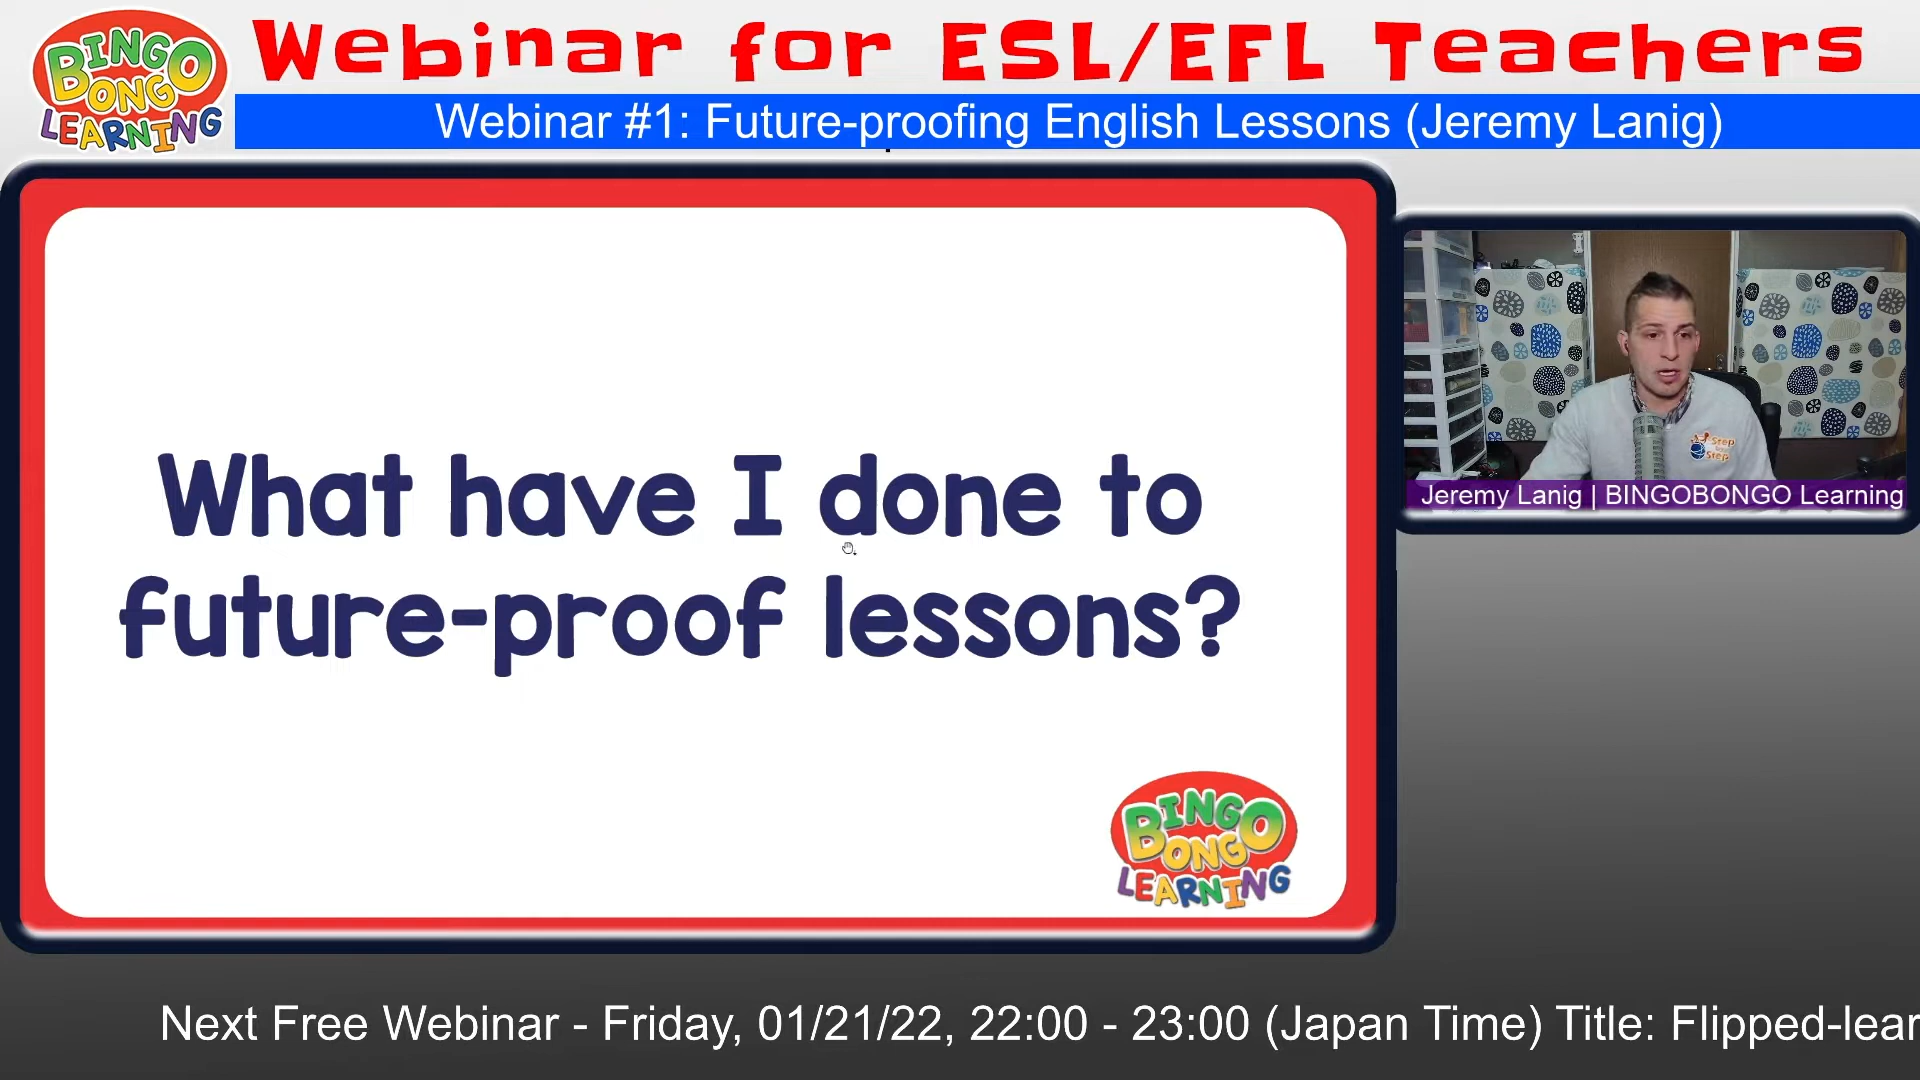 BINGO
BONGO
LEARNING
Webinar for ESL/EFL Teachers
Webinar #1: Future-proofing English Lessons (Jeremy Lanig)
What have I done to
future-proof lessons?
BINGO
BONGO
LEARNING
Step
Step
Jeremy Lanig | BINGOBONGO Learning
Next Free Webinar - Friday, 01/21/22, 22:00 - 23:00 (Japan Time) Title: Flipped-lear